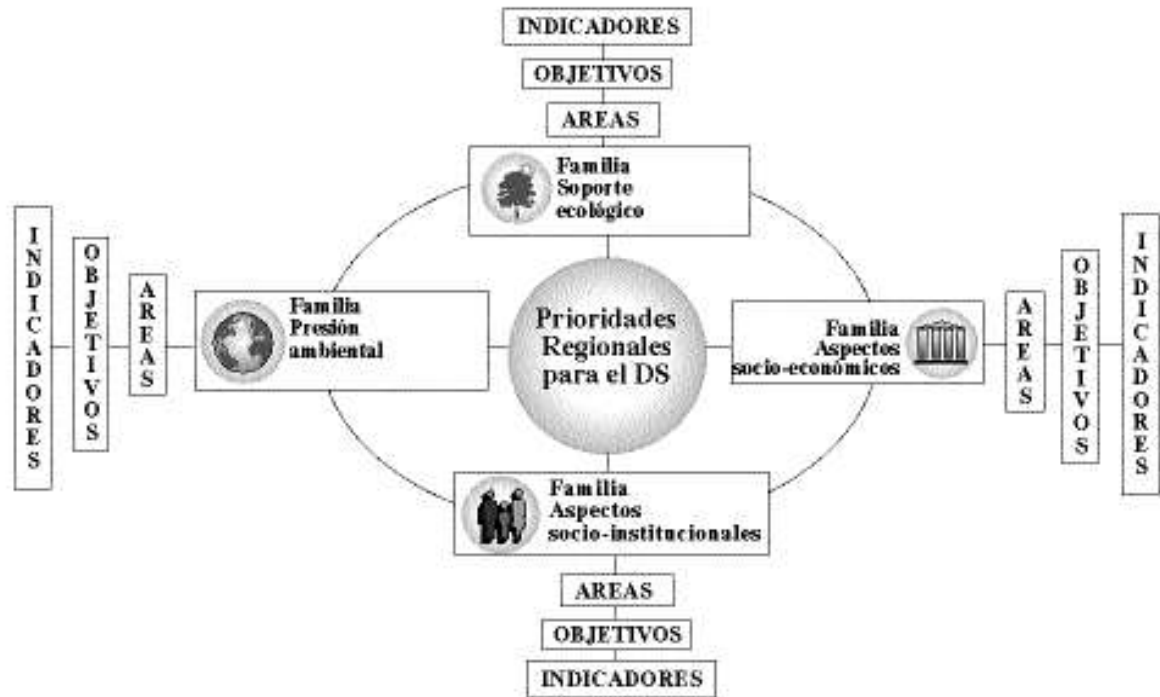 INDICADORES
OBJETIVOS
AREAS
Familia
Soporte
ecológico
INDICADORES
OBJETIVOS
AREAS
Familia
Presión
ambiental
Prioridades
Regionales
para el DS
Familia
Aspectos
socio-económicos
AREAS
OBJETIVOS
INDICADORES
Familia
Aspectos
socio-institucionales
AREAS
OBJETIVOS
INDICADORES